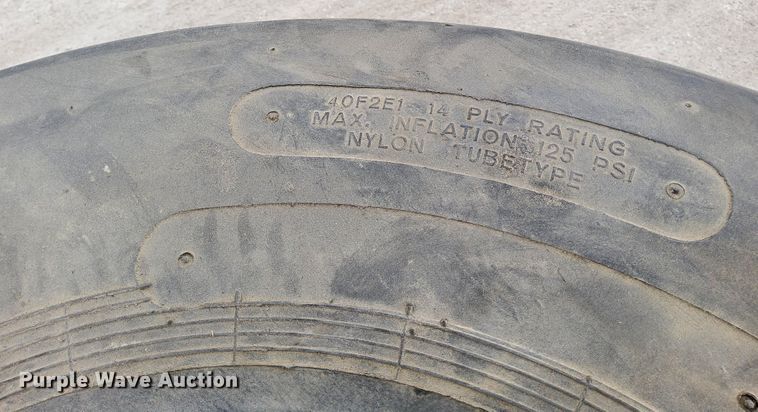 40F2E1 14 PLY RATING
MAX. INFLATION 125 PSI
NYLON TUBETYPE
Purple Wave Auction